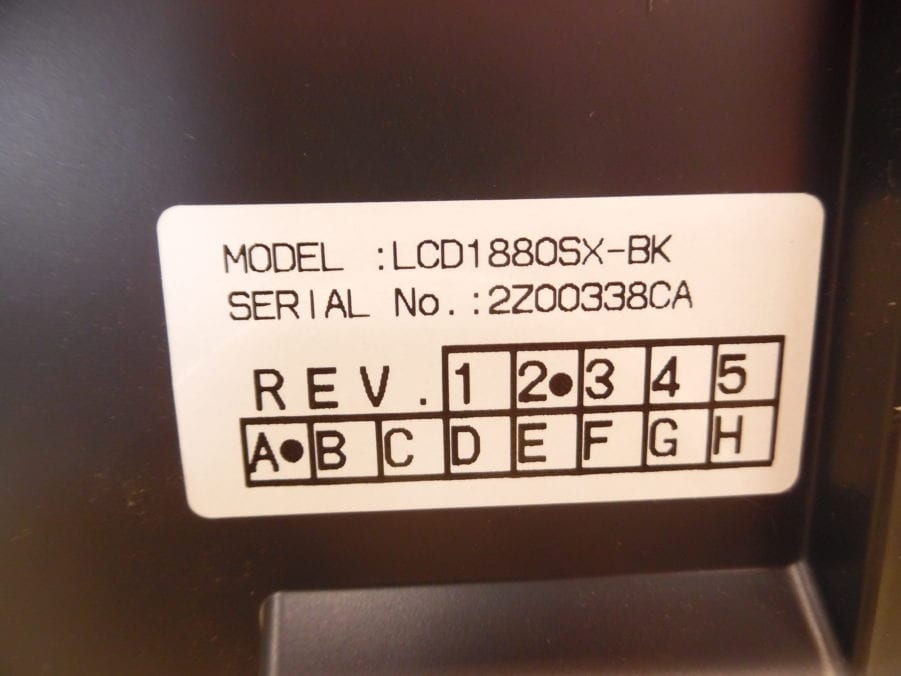 MODEL :LCD1880SX-BK
SERIAL No.:2Z00338CA
REV. 1 2● 3 4 5
A● B C D E F G H